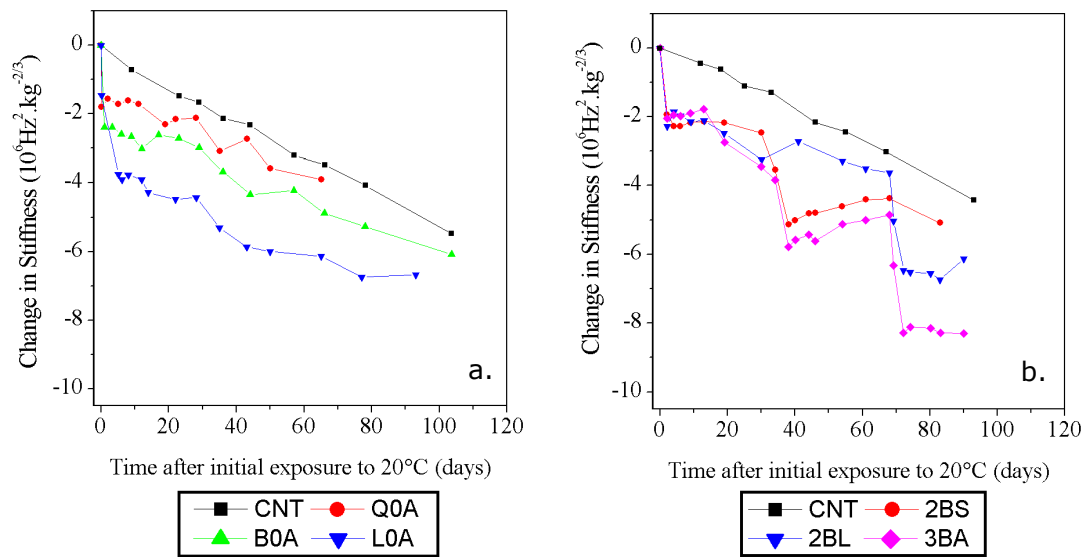 Change in Stiffness (10⁶Hz².kg⁻²/³)
0
-2
-4
-6
-8
-10
a.
0 20 40 60 80 100 120
Time after initial exposure to 20°C (days)
CNT Q0A
B0A L0A
Change in Stiffness (10⁶Hz².kg⁻²/³)
0
-2
-4
-6
-8
-10
b.
0 20 40 60 80 100 120
Time after initial exposure to 20°C (days)
CNT 2BS
2BL 3BA